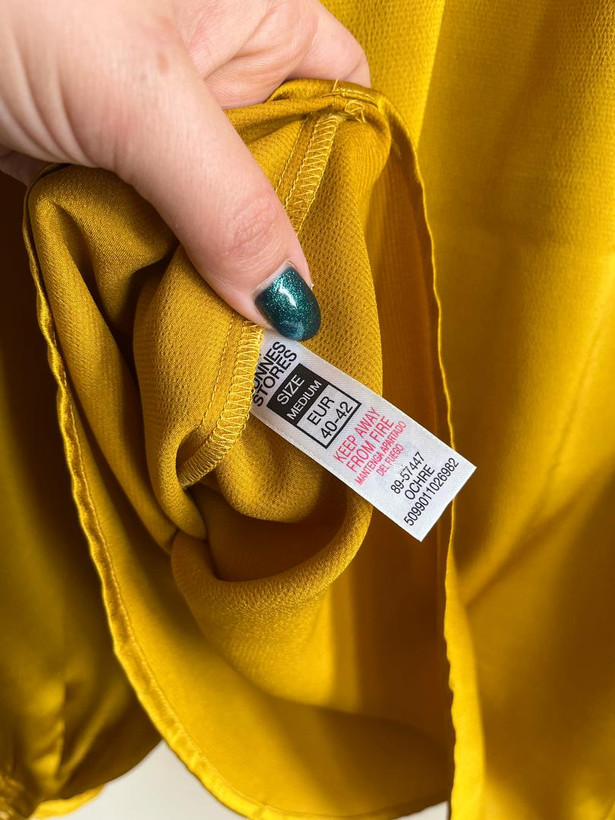 STORES
SIZE
MEDIUM
EUR
40-42
KEEP AWAY
FROM FIRE
MANTENGA APARTADO
DEL FUEGO
89-57447
OCHRE
5099011026982